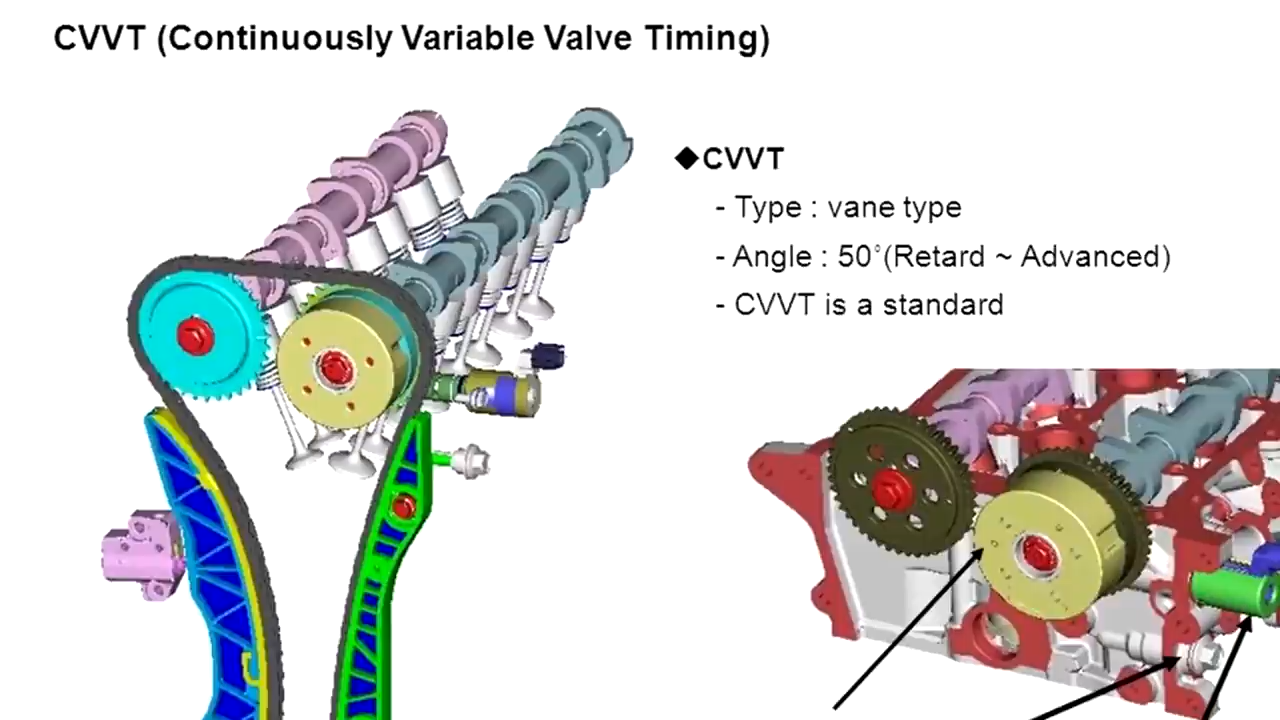 CVVT (Continuously Variable Valve Timing)
◆CVVT
- Type : vane type
- Angle : 50°(Retard ~ Advanced)
- CVVT is a standard